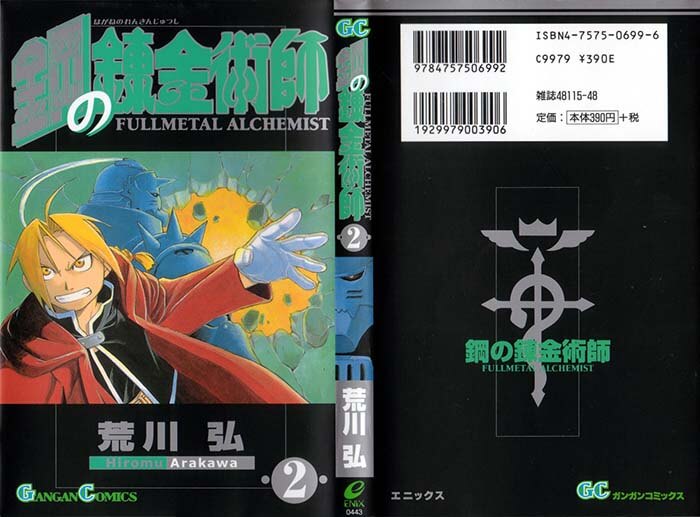 はがねのれんきんじゅつし
鋼の錬金術師
FULLMETAL ALCHEMIST
荒川 弘
Hiromu Arakawa
2
GANGAN COMICS
GC
鋼の錬金術師
FULLMETAL ALCHEMIST
2
荒川 弘
e
ENIX
0443
9784757506992
1929979003906
ISBN4-7575-0699-6
C9979 ¥390E
雑誌48115-48
定価：本体390円+税
鋼の錬金術師
FULLMETAL ALCHEMIST
エニックス
GC ガンガンコミックス